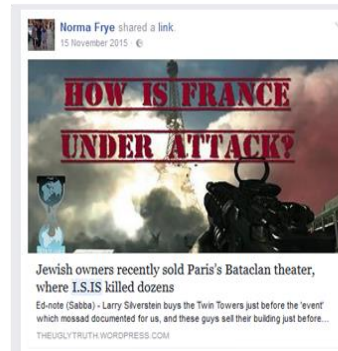 Norma Frye shared a link.
15 November 2015 ·
HOW IS FRANCE
UNDER ATTACK?
Jewish owners recently sold Paris's Bataclan theater,
where I.S.IS killed dozens
Ed-note (Sabba) - Larry Silverstein buys the Twin Towers just before the 'event'
which mossad documented for us, and these guys sell their building just before...
THEUGLYTRUTH.WORDPRESS.COM